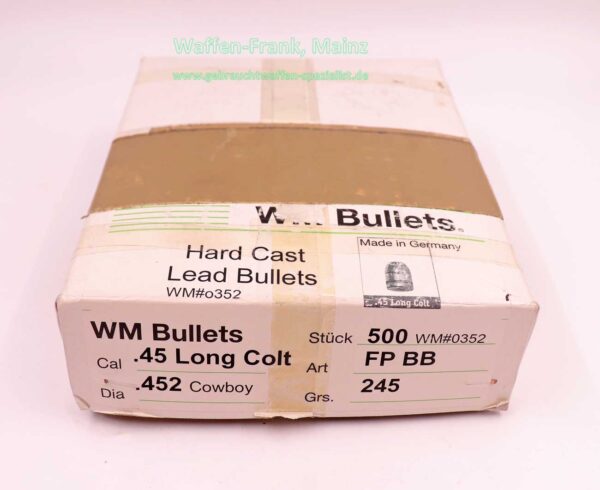 Waffen-Frank, Mainz
www.gebrauchtwaffen-spezialist.de
WM Bullets.
Hard Cast
Lead Bullets
WM#o352
Made in Germany
.45 Long Colt
WM Bullets
Stück 500 WM#0352
Cal .45 Long Colt
Art FP BB
Dia .452 Cowboy
Grs. 245